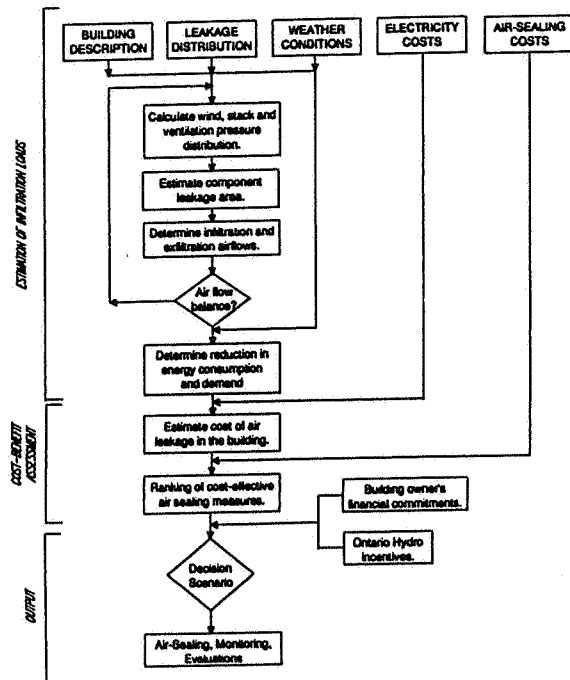 BUILDING
DESCRIPTION
LEAKAGE
DISTRIBUTION
WEATHER
CONDITIONS
ELECTRICITY
COSTS
AIR-SEALING
COSTS
ESTIMATION OF INFILTRATION LOADS
Calculate wind, stack and
ventilation pressure
distribution.
Estimate component
leakage area.
Determine infiltration and
exfiltration airflows.
Air flow
balance?
Determine reduction in
energy consumption
and demand
COST-BENEFIT
ASSESSMENT
Estimate cost of air
leakage in the building.
Ranking of cost-effective
air sealing measures.
Building owner's
financial commitments.
Ontario Hydro
incentives.
OUTPUT
Decision
Scenario
Air-Sealing, Monitoring,
Evaluations